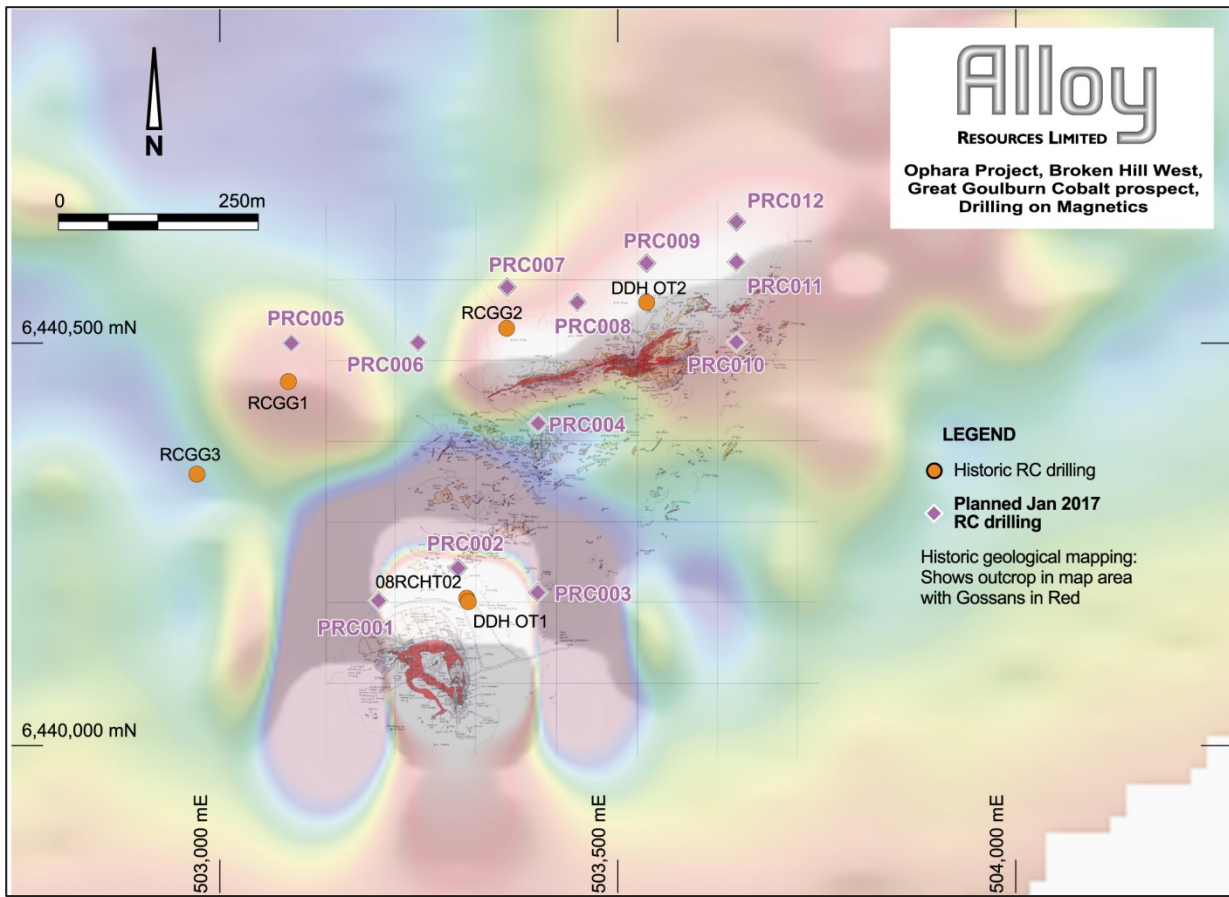 Alloy
RESOURCES LIMITED
Ophara Project, Broken Hill West,
Great Goulburn Cobalt prospect,
Drilling on Magnetics
N
0 250m
PRC012
PRC009
PRC007
DDH OT2
PRC011
RCGG2
PRC008
6,440,500 mN
PRC005
PRC006
PRC010
RCGG1
PRC004
RCGG3
LEGEND
Historic RC drilling
Planned Jan 2017
RC drilling
Historic geological mapping:
Shows outcrop in map area
with Gossans in Red
PRC002
08RCHT02
PRC003
DDH OT1
PRC001
6,440,000 mN
503,000 mE
503,500 mE
504,000 mE